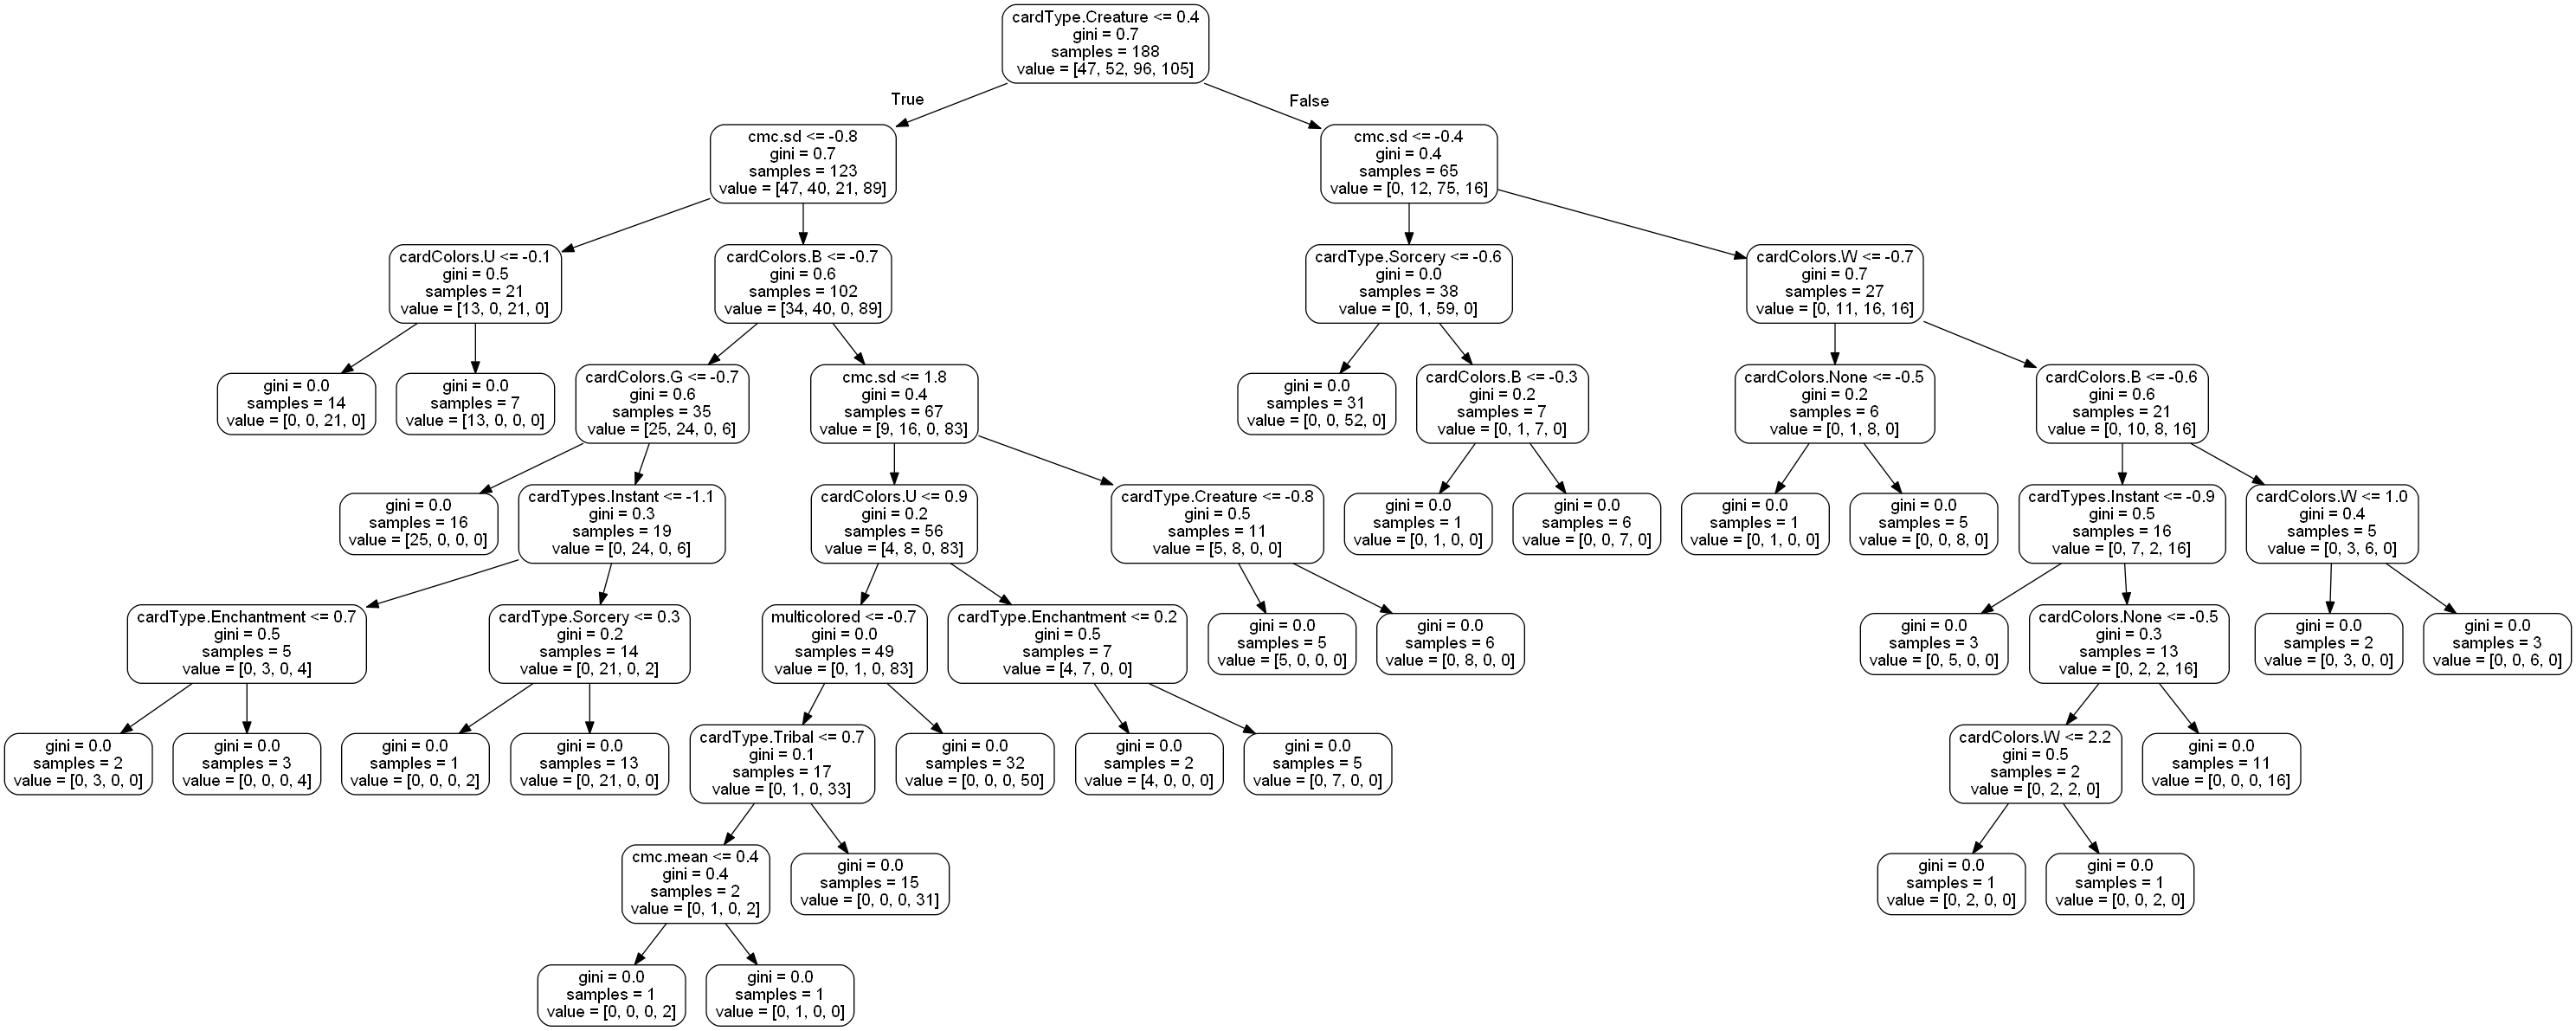 cardType.Creature <= 0.4
gini = 0.7
samples = 188
value = [47, 52, 96, 105]
True
False
cmc.sd <= -0.8
gini = 0.7
samples = 123
value = [47, 40, 21, 89]
cmc.sd <= -0.4
gini = 0.4
samples = 65
value = [0, 12, 75, 16]
cardColors.U <= -0.1
gini = 0.5
samples = 21
value = [13, 0, 21, 0]
cardColors.B <= -0.7
gini = 0.6
samples = 102
value = [34, 40, 0, 89]
cardType.Sorcery <= -0.6
gini = 0.0
samples = 38
value = [0, 1, 59, 0]
cardColors.W <= -0.7
gini = 0.7
samples = 27
value = [0, 11, 16, 16]
gini = 0.0
samples = 14
value = [0, 0, 21, 0]
gini = 0.0
samples = 7
value = [13, 0, 0, 0]
cardColors.G <= -0.7
gini = 0.6
samples = 35
value = [25, 24, 0, 6]
cmc.sd <= 1.8
gini = 0.4
samples = 67
value = [9, 16, 0, 83]
gini = 0.0
samples = 31
value = [0, 0, 52, 0]
cardColors.B <= -0.3
gini = 0.2
samples = 7
value = [0, 1, 7, 0]
cardColors.None <= -0.5
gini = 0.2
samples = 6
value = [0, 1, 8, 0]
cardColors.B <= -0.6
gini = 0.6
samples = 21
value = [0, 10, 8, 16]
gini = 0.0
samples = 16
value = [25, 0, 0, 0]
cardTypes.Instant <= -1.1
gini = 0.3
samples = 19
value = [0, 24, 0, 6]
cardColors.U <= 0.9
gini = 0.2
samples = 56
value = [4, 8, 0, 83]
cardType.Creature <= -0.8
gini = 0.5
samples = 11
value = [5, 8, 0, 0]
gini = 0.0
samples = 1
value = [0, 1, 0, 0]
gini = 0.0
samples = 6
value = [0, 0, 7, 0]
gini = 0.0
samples = 1
value = [0, 1, 0, 0]
gini = 0.0
samples = 5
value = [0, 0, 8, 0]
cardTypes.Instant <= -0.9
gini = 0.5
samples = 16
value = [0, 7, 2, 16]
cardColors.W <= 1.0
gini = 0.4
samples = 5
value = [0, 3, 6, 0]
cardType.Enchantment <= 0.7
gini = 0.5
samples = 5
value = [0, 3, 0, 4]
cardType.Sorcery <= 0.3
gini = 0.2
samples = 14
value = [0, 21, 0, 2]
multicolored <= -0.7
gini = 0.0
samples = 49
value = [0, 1, 0, 83]
cardType.Enchantment <= 0.2
gini = 0.5
samples = 7
value = [4, 7, 0, 0]
gini = 0.0
samples = 5
value = [5, 0, 0, 0]
gini = 0.0
samples = 6
value = [0, 8, 0, 0]
gini = 0.0
samples = 3
value = [0, 5, 0, 0]
cardColors.None <= -0.5
gini = 0.3
samples = 13
value = [0, 2, 2, 16]
gini = 0.0
samples = 2
value = [0, 3, 0, 0]
gini = 0.0
samples = 3
value = [0, 0, 6, 0]
gini = 0.0
samples = 2
value = [0, 3, 0, 0]
gini = 0.0
samples = 3
value = [0, 0, 0, 4]
gini = 0.0
samples = 1
value = [0, 0, 0, 2]
gini = 0.0
samples = 13
value = [0, 21, 0, 0]
cardType.Tribal <= 0.7
gini = 0.1
samples = 17
value = [0, 1, 0, 33]
gini = 0.0
samples = 32
value = [0, 0, 0, 50]
gini = 0.0
samples = 2
value = [4, 0, 0, 0]
gini = 0.0
samples = 5
value = [0, 7, 0, 0]
cardColors.W <= 2.2
gini = 0.5
samples = 2
value = [0, 2, 2, 0]
gini = 0.0
samples = 11
value = [0, 0, 0, 16]
cmc.mean <= 0.4
gini = 0.4
samples = 2
value = [0, 1, 0, 2]
gini = 0.0
samples = 15
value = [0, 0, 0, 31]
gini = 0.0
samples = 1
value = [0, 2, 0, 0]
gini = 0.0
samples = 1
value = [0, 0, 2, 0]
gini = 0.0
samples = 1
value = [0, 0, 0, 2]
gini = 0.0
samples = 1
value = [0, 1, 0, 0]